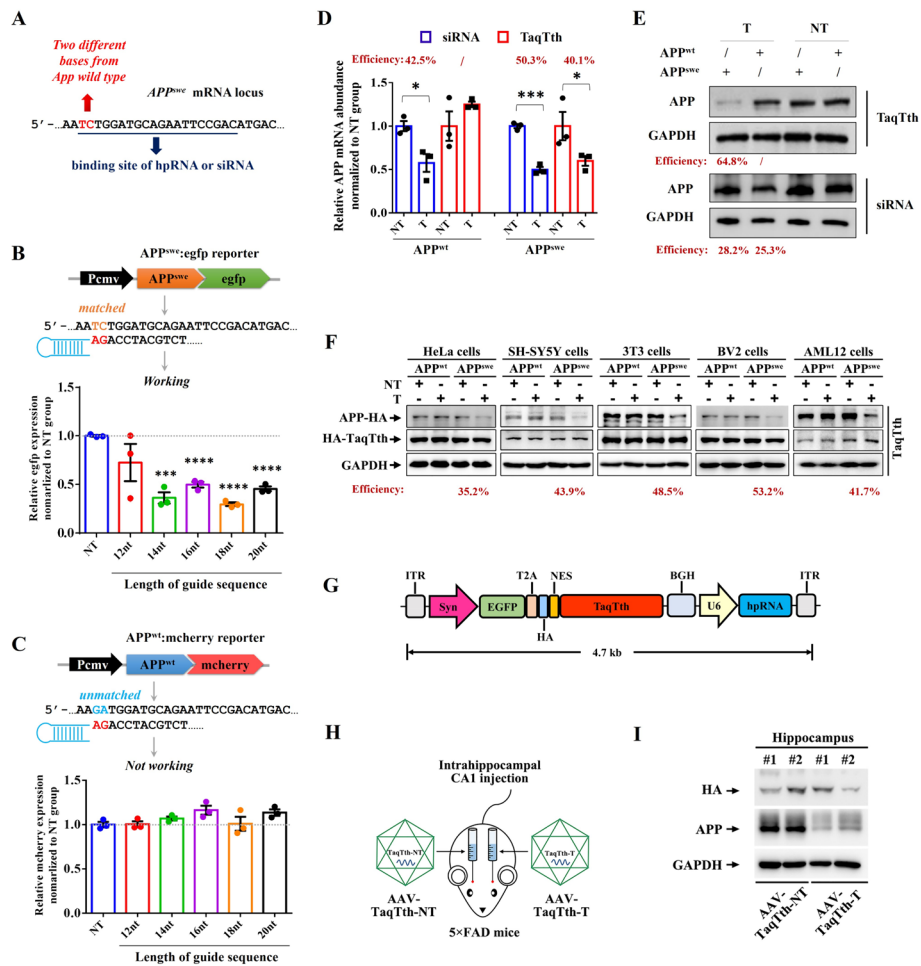 A
Two different
bases from
App wild type
APPswe mRNA locus
5'-…AATCTGGATGCAGAATTCCGACATGAC…
binding site of hpRNA or siRNA
B
APPswe:egfp reporter
Pcmv APPswe egfp
matched
5'-…AATCTGGATGCAGAATTCCGACATGAC…
AGACCTACGTCT……
Working
Relative egfp expression
nomarlized to NT group
1.5
1.0
0.5
0.0
*** **** **** ****
NT 12nt 14nt 16nt 18nt 20nt
Length of guide sequence
C
APPwt:mcherry reporter
Pcmv APPwt mcherry
unmatched
5'-…AAGATGGATGCAGAATTCCGACATGAC…
AGACCTACGTCT……
Not working
Relative mcherry expression
nomarlized to NT group
1.5
1.0
0.5
0.0
NT 12nt 14nt 16nt 18nt 20nt
Length of guide sequence
D
siRNA TaqTth
Efficiency: 42.5% / 50.3% 40.1%
Relative APP mRNA abundance
normalized to NT group
1.5
1.0
0.5
0.0
* *** *
NT T NT T NT T NT T
APPwt APPswe
E
T NT
APPwt / + / +
APPswe + / + /
APP
GAPDH
TaqTth
Efficiency: 64.8% /
APP
GAPDH
siRNA
Efficiency: 28.2% 25.3%
F
HeLa cells SH-SY5Y cells 3T3 cells BV2 cells AML12 cells
APPwt APPswe APPwt APPswe APPwt APPswe APPwt APPswe APPwt APPswe
NT + - + - + - + - + - + - + - + - + - + -
T - + - + - + - + - + - + - + - + - + - +
APP-HA
HA-TaqTth
GAPDH
TaqTth
Efficiency: 35.2% 43.9% 48.5% 53.2% 41.7%
G
ITR T2A NES BGH ITR
Syn EGFP TaqTth U6 hpRNA
HA
4.7 kb
H
Intrahippocampal
CA1 injection
TaqTth-NT TaqTth-T
AAV-
TaqTth-NT
AAV-
TaqTth-T
5×FAD mice
I
Hippocampus
#1 #2 #1 #2
HA
APP
GAPDH
AAV-
TaqTth-NT
AAV-
TaqTth-T